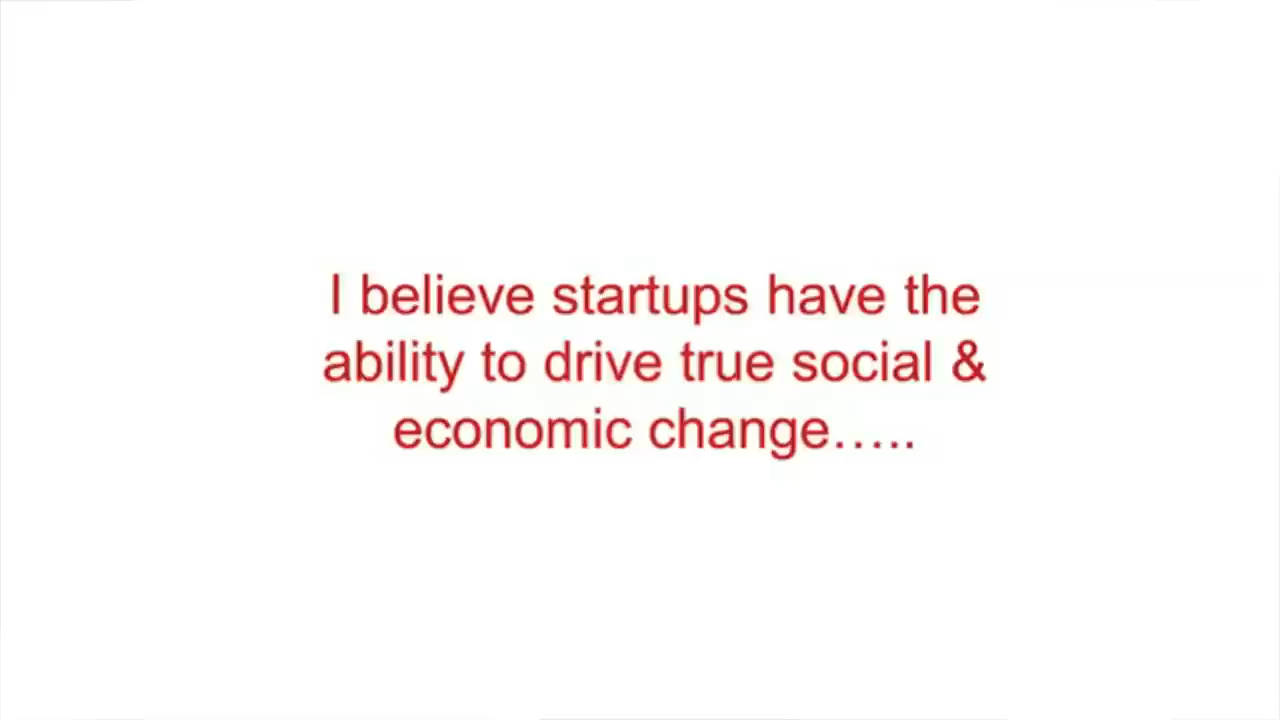 I believe startups have the
ability to drive true social &
economic change…..